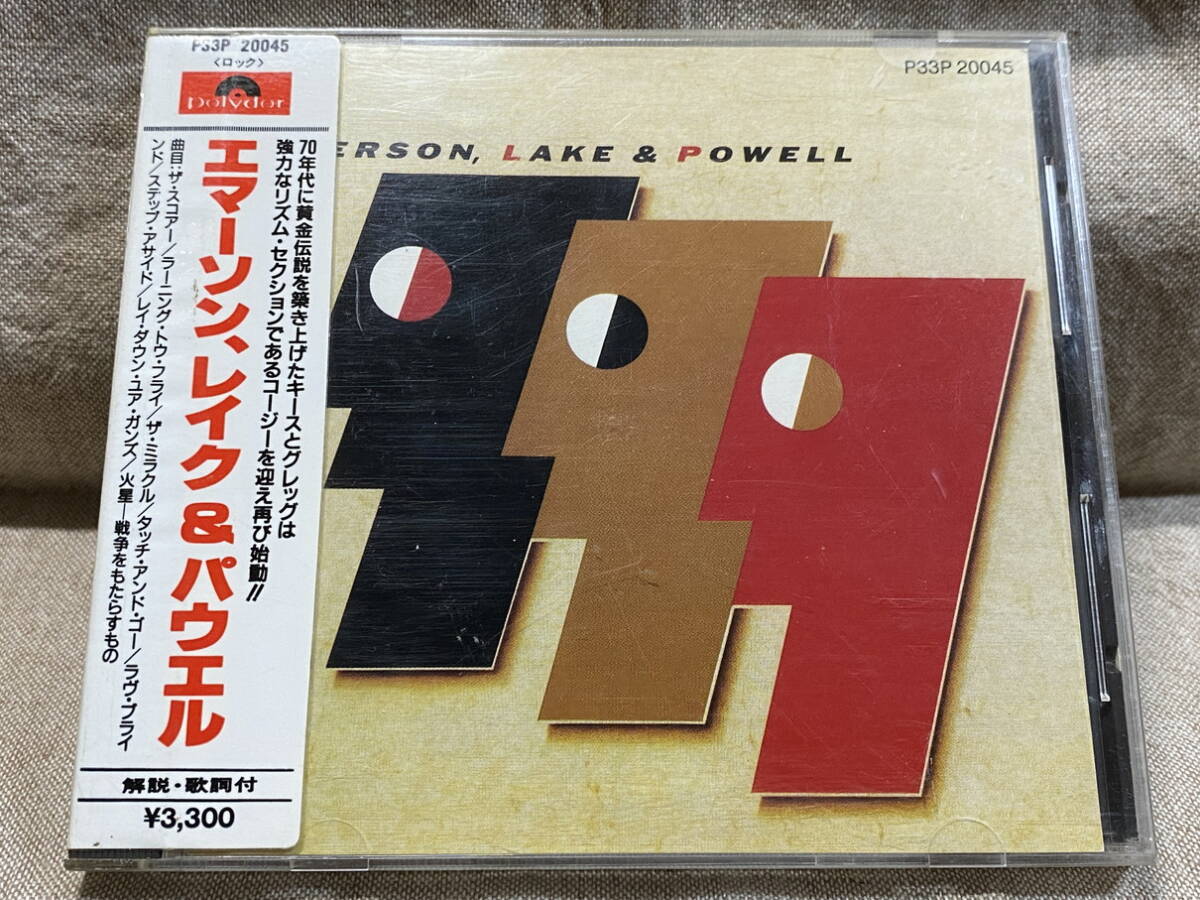 P33P 20045
〈ロック〉
polydor
70年代に黄金伝説を築き上げたキースとグレッグは
強力なリズム・セクションであるコージーを迎え再び始動!!
エマーソン、レイク&パウエル
曲目:ザ・スコアー/ラーニング・トウ・フライ/ザ・ミラクル/タッチ・アンド・ゴー/ラヴ・ブライ
ンド/ステップ・アサイド/レイ・ダウン・ユア・ガンズ/火星―戦争をもたらすもの
解説・歌詞付
¥3,300
P33P 20045
ERSON, LAKE & POWELL